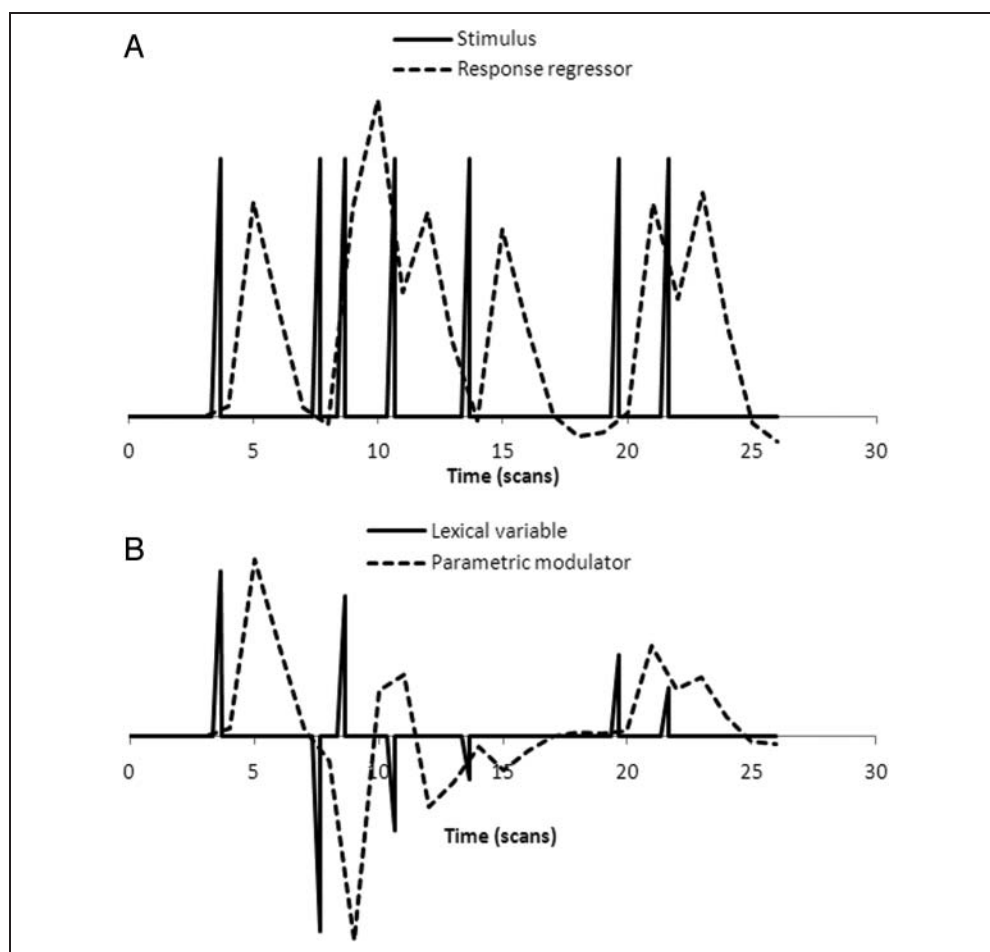 A
Stimulus
Response regressor
0 5 10 15 20 25 30
Time (scans)
B
Lexical variable
Parametric modulator
0 5 10 15 20 25 30
Time (scans)